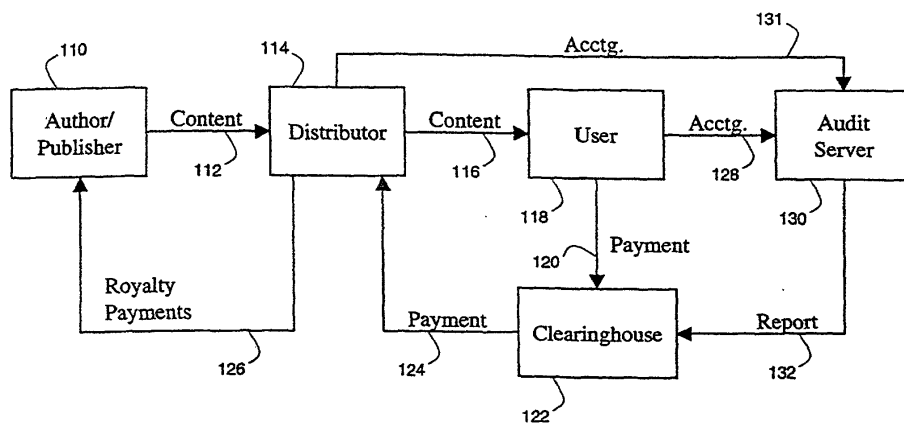 131
Acctg.
110
114
Author/
Publisher
Content
112
Distributor
Content
116
User
118
Acctg.
128
Audit
Server
130
120
Payment
Royalty
Payments
126
Payment
124
Clearinghouse
122
Report
132